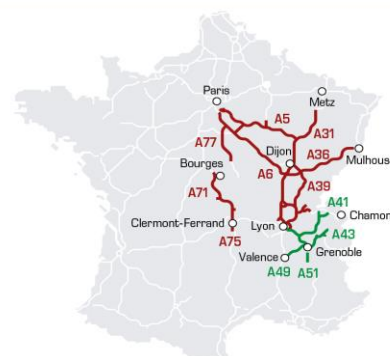 Paris
A5
Metz
A77
A31
Dijon
A36
Mulhous
Bourges
A6
A71
A39
A41
Chamon
Clermont-Ferrand
Lyon
A43
A75
Valence
Grenoble
A49
A51